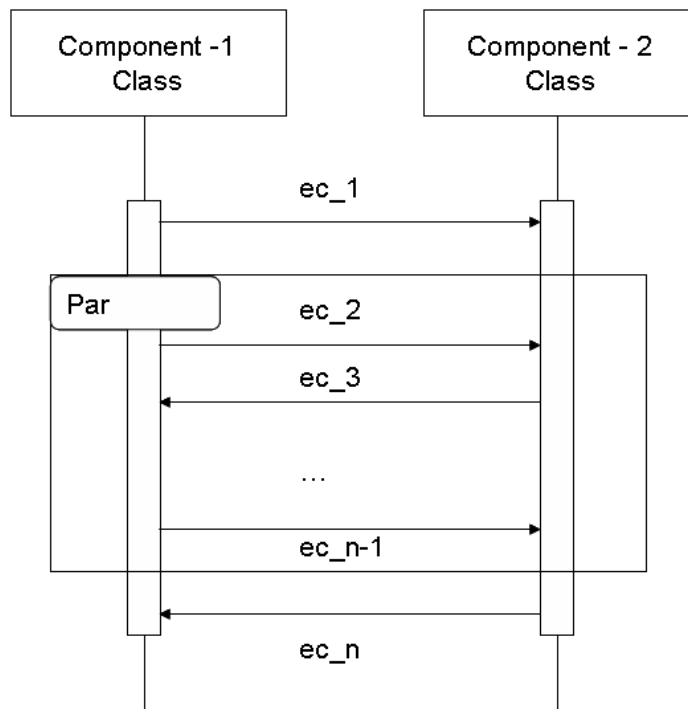 Component -1
Class
Component - 2
Class
ec_1
Par
ec_2
ec_3
...
ec_n-1
ec_n